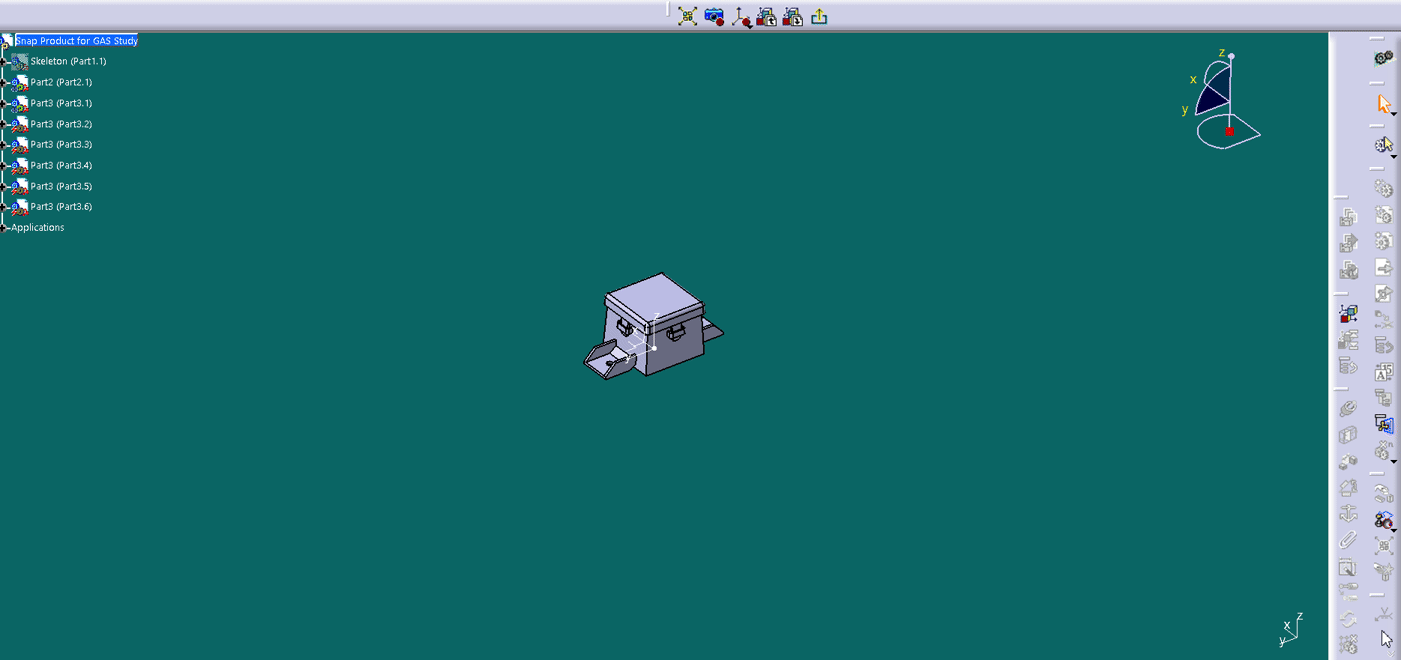 Snap Product for GAS Study
Skeleton (Part1.1)
Part2 (Part2.1)
Part3 (Part3.1)
Part3 (Part3.2)
Part3 (Part3.3)
Part3 (Part3.4)
Part3 (Part3.5)
Part3 (Part3.6)
Applications
z
x
y
z
z
x
y